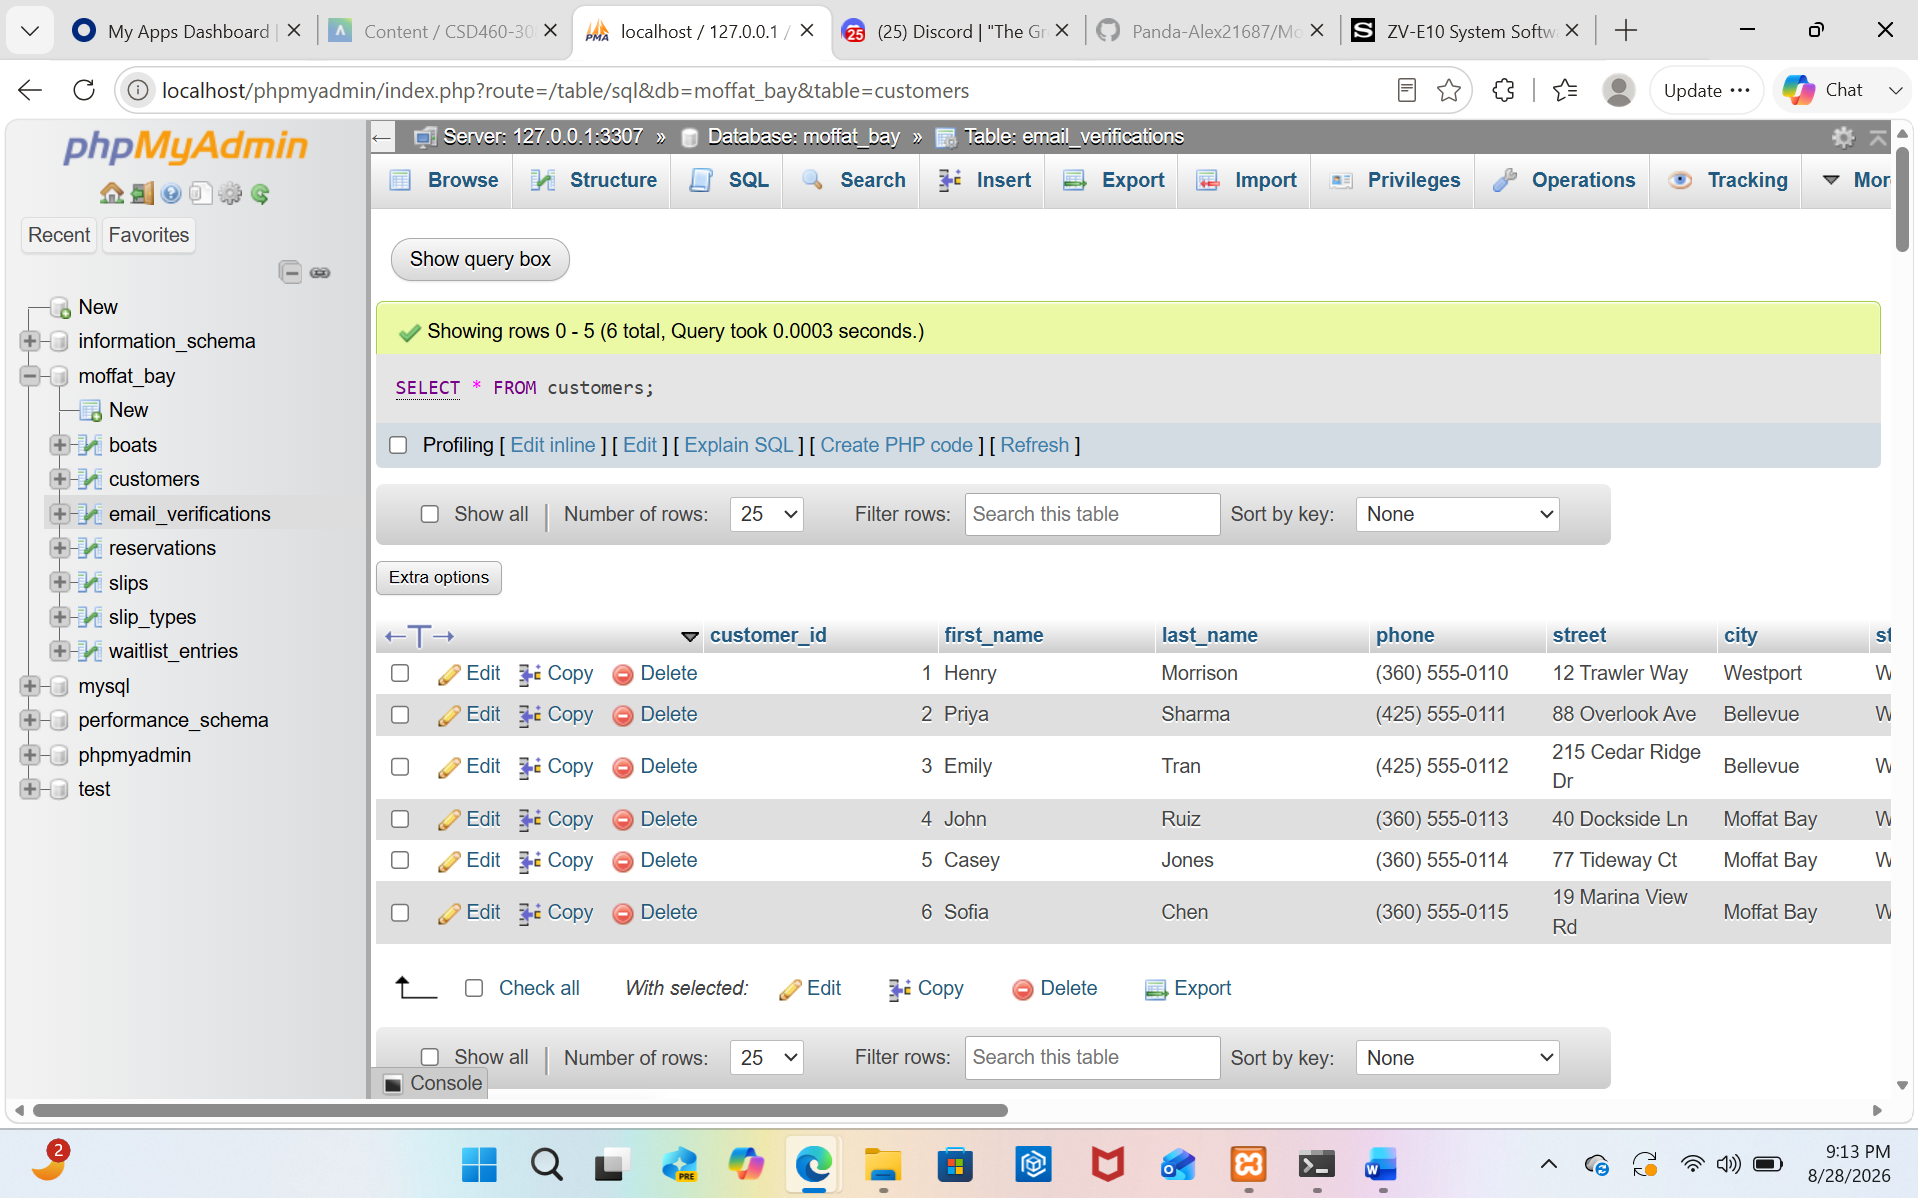 My Apps Dashboard
Content / CSD460-30
localhost / 127.0.0.1 /
(25) Discord | "The Gr
Panda-Alex21687/Mo
ZV-E10 System Softw
localhost/phpmyadmin/index.php?route=/table/sql&db=moffat_bay&table=customers
Update
Chat
phpMyAdmin
Recent
Favorites
New
information_schema
moffat_bay
New
boats
customers
email_verifications
reservations
slips
slip_types
waitlist_entries
mysql
performance_schema
phpmyadmin
test
Server: 127.0.0.1:3307 » Database: moffat_bay » Table: email_verifications
Browse Structure SQL Search Insert Export Import Privileges Operations Tracking Mor
Show query box
Showing rows 0 - 5 (6 total, Query took 0.0003 seconds.)
SELECT * FROM customers;
Profiling [ Edit inline ] [ Edit ] [ Explain SQL ] [ Create PHP code ] [ Refresh ]
Show all Number of rows: 25 Filter rows: Search this table Sort by key: None
Extra options
customer_id first_name last_name phone street city st
Edit Copy Delete 1 Henry Morrison (360) 555-0110 12 Trawler Way Westport W
Edit Copy Delete 2 Priya Sharma (425) 555-0111 88 Overlook Ave Bellevue W
Edit Copy Delete 3 Emily Tran (425) 555-0112 215 Cedar Ridge Dr Bellevue W
Edit Copy Delete 4 John Ruiz (360) 555-0113 40 Dockside Ln Moffat Bay W
Edit Copy Delete 5 Casey Jones (360) 555-0114 77 Tideway Ct Moffat Bay W
Edit Copy Delete 6 Sofia Chen (360) 555-0115 19 Marina View Rd Moffat Bay W
Check all With selected: Edit Copy Delete Export
Show all Number of rows: 25 Filter rows: Search this table Sort by key: None
Console
2
PRE
9:13 PM
8/28/2026